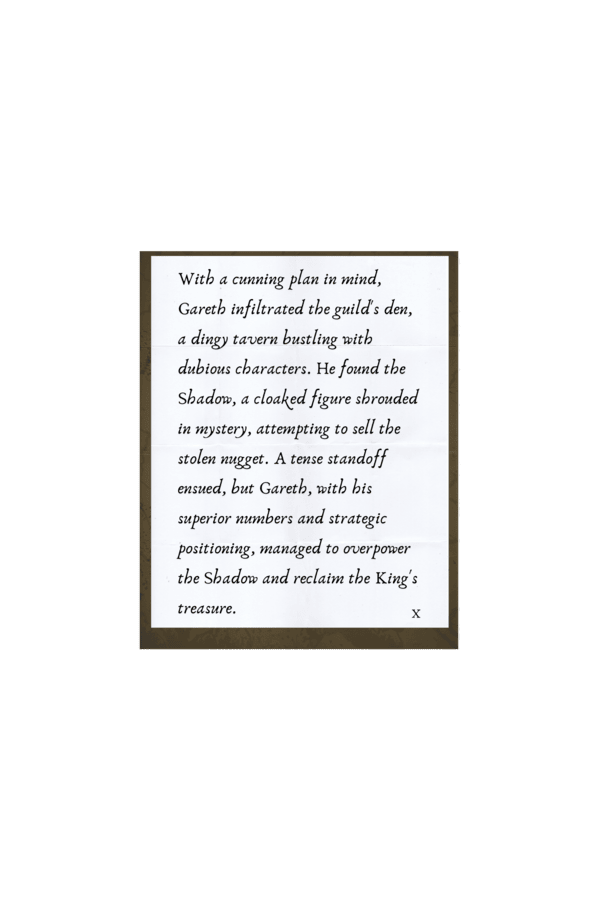 With a cunning plan in mind,
Gareth infiltrated the guild's den,
a dingy tavern bustling with
dubious characters. He found the
Shadow, a cloaked figure shrouded
in mystery, attempting to sell the
stolen nugget. A tense standoff
ensued, but Gareth, with his
superior numbers and strategic
positioning, managed to overpower
the Shadow and reclaim the King's
treasure.
X